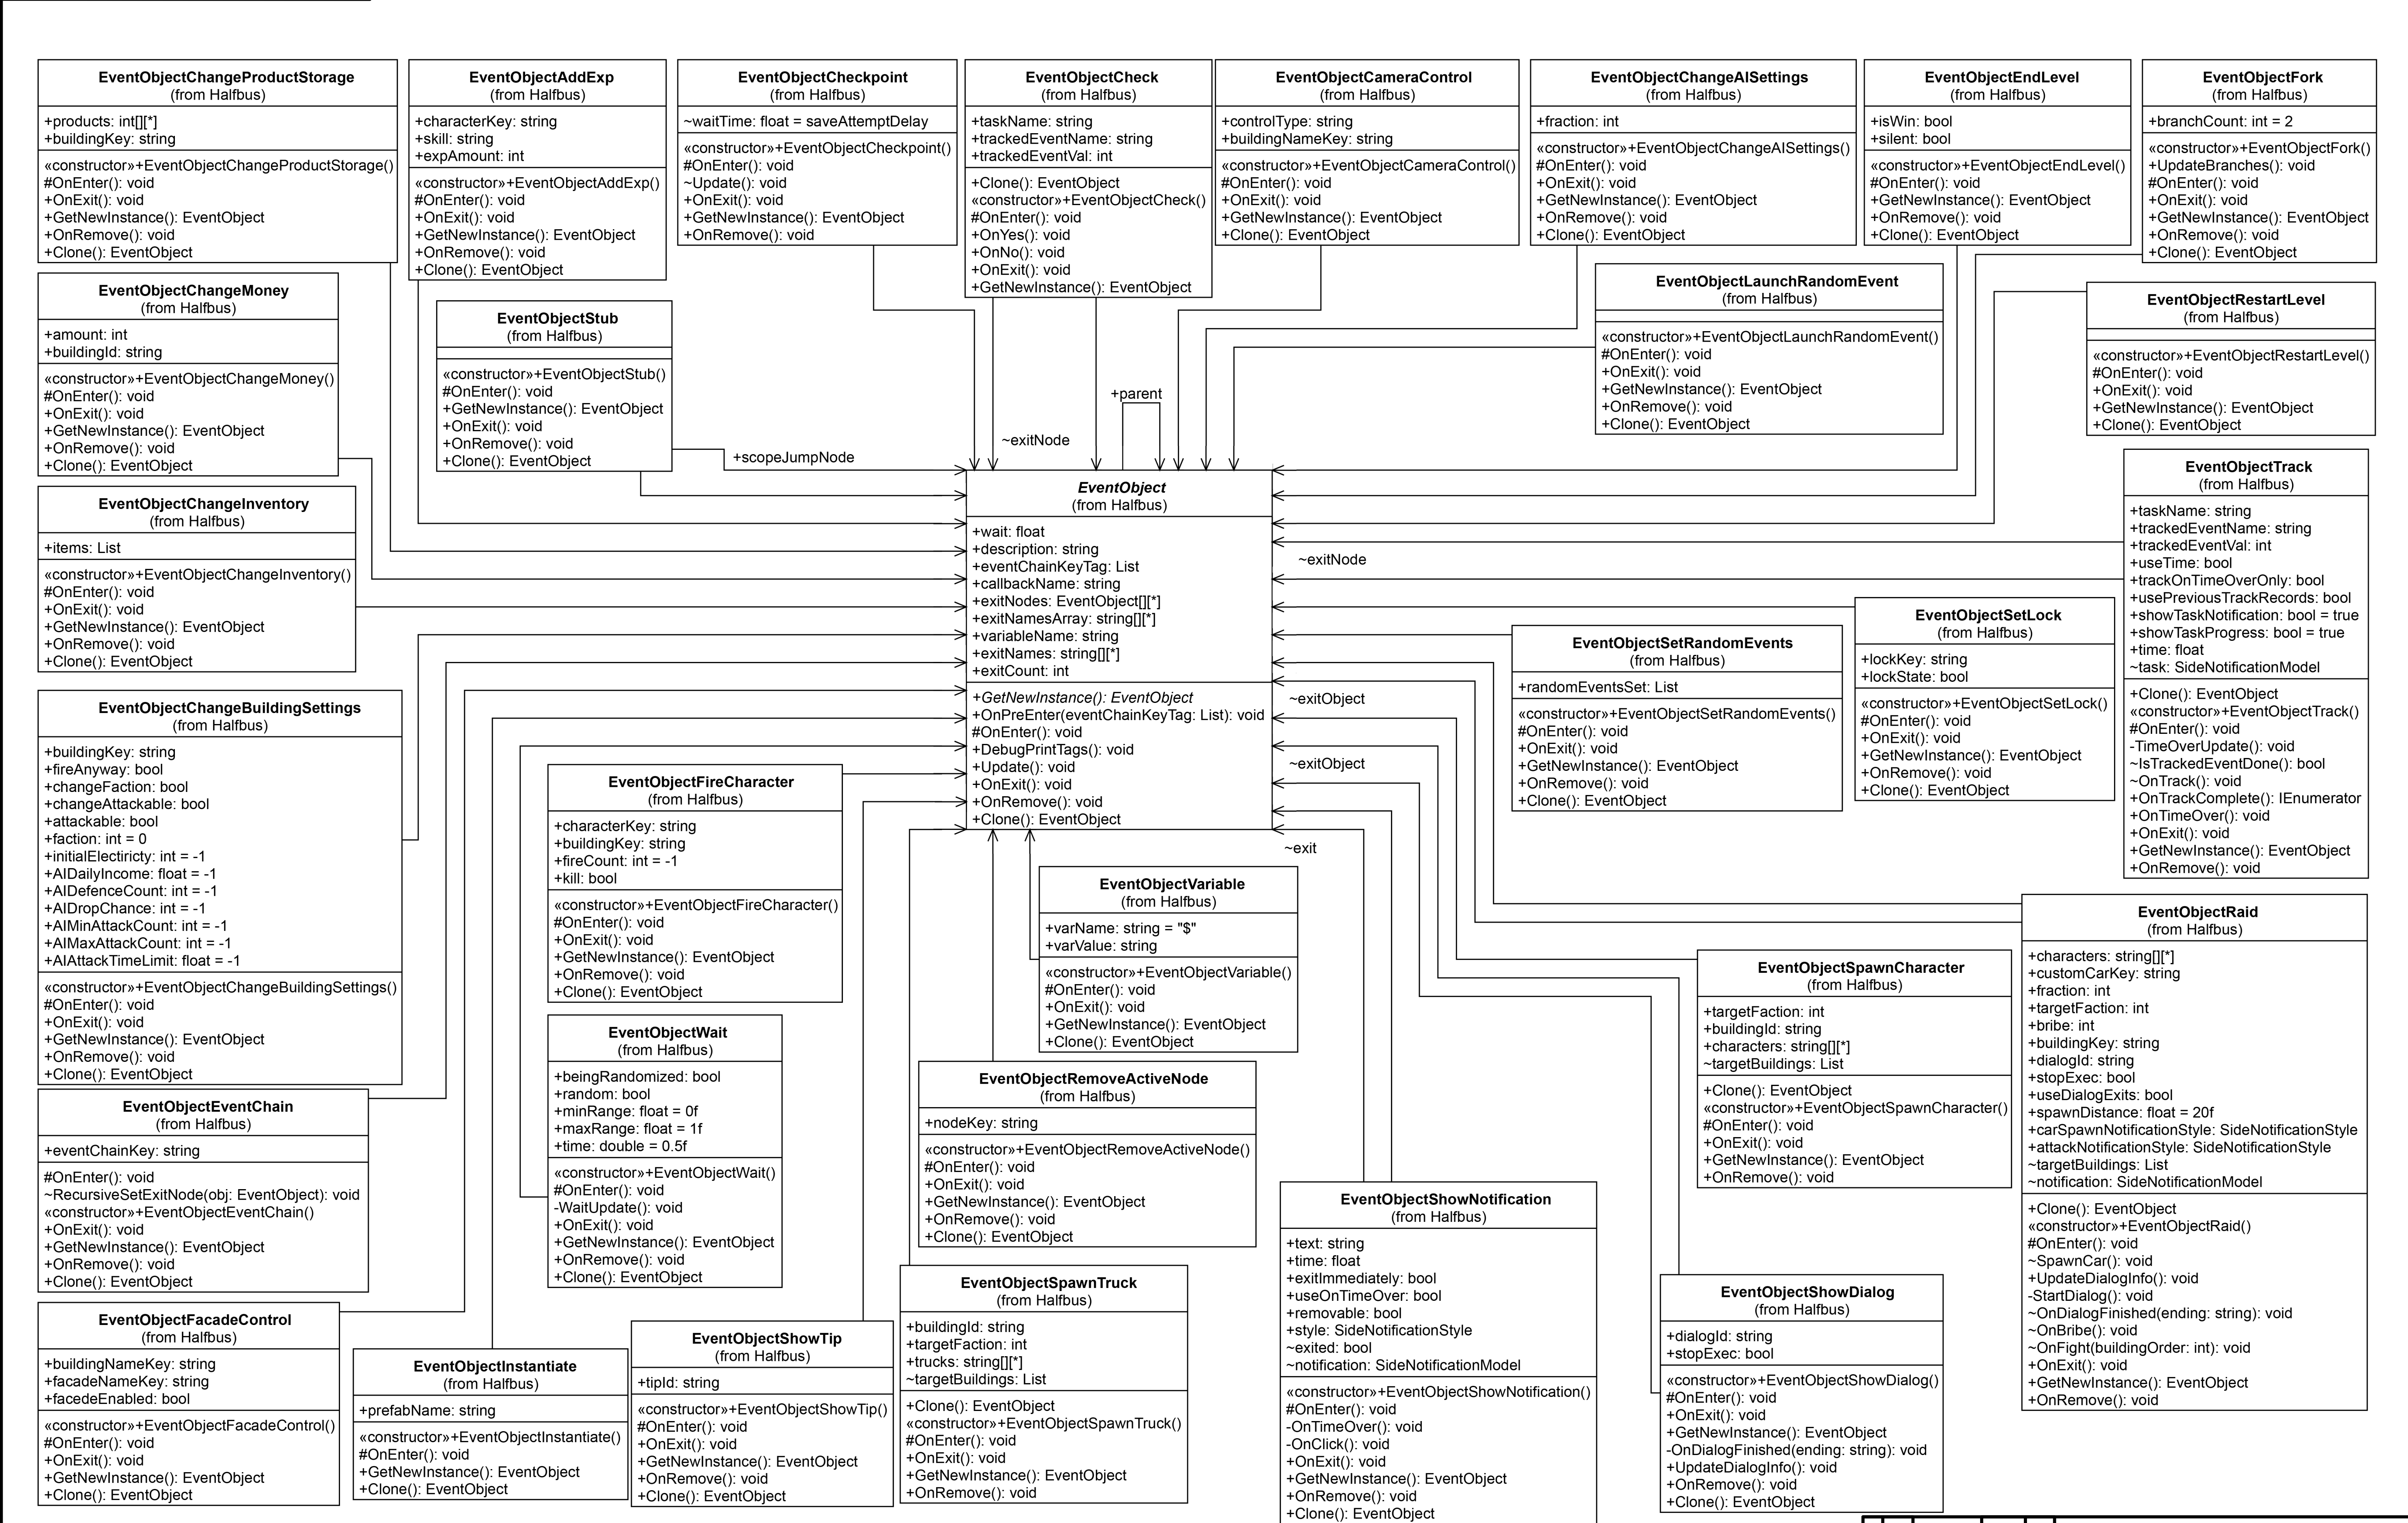 EventObjectChangeProductStorage
(from Halfbus)
+products: int[][*]
+buildingKey: string
«constructor»+EventObjectChangeProductStorage()
#OnEnter(): void
+OnExit(): void
+GetNewInstance(): EventObject
+OnRemove(): void
+Clone(): EventObject
EventObjectAddExp
(from Halfbus)
+characterKey: string
+skill: string
+expAmount: int
«constructor»+EventObjectAddExp()
#OnEnter(): void
+OnExit(): void
+GetNewInstance(): EventObject
+OnRemove(): void
+Clone(): EventObject
EventObjectCheckpoint
(from Halfbus)
~waitTime: float = saveAttemptDelay
«constructor»+EventObjectCheckpoint()
#OnEnter(): void
~Update(): void
+OnExit(): void
+GetNewInstance(): EventObject
+OnRemove(): void
EventObjectCheck
(from Halfbus)
+taskName: string
+trackedEventName: string
+trackedEventVal: int
+Clone(): EventObject
«constructor»+EventObjectCheck()
#OnEnter(): void
+OnYes(): void
+OnNo(): void
+OnExit(): void
+GetNewInstance(): EventObject
EventObjectCameraControl
(from Halfbus)
+controlType: string
+buildingNameKey: string
«constructor»+EventObjectCameraControl()
#OnEnter(): void
+OnExit(): void
+GetNewInstance(): EventObject
+Clone(): EventObject
EventObjectChangeAISettings
(from Halfbus)
+fraction: int
«constructor»+EventObjectChangeAISettings()
#OnEnter(): void
+OnExit(): void
+GetNewInstance(): EventObject
+OnRemove(): void
+Clone(): EventObject
EventObjectEndLevel
(from Halfbus)
+isWin: bool
+silent: bool
«constructor»+EventObjectEndLevel()
#OnEnter(): void
+GetNewInstance(): EventObject
+OnRemove(): void
+Clone(): EventObject
EventObjectFork
(from Halfbus)
+branchCount: int = 2
«constructor»+EventObjectFork()
+UpdateBranches(): void
#OnEnter(): void
+OnExit(): void
+GetNewInstance(): EventObject
+OnRemove(): void
+Clone(): EventObject
EventObjectChangeMoney
(from Halfbus)
+amount: int
+buildingId: string
«constructor»+EventObjectChangeMoney()
#OnEnter(): void
+OnExit(): void
+GetNewInstance(): EventObject
+OnRemove(): void
+Clone(): EventObject
EventObjectStub
(from Halfbus)
«constructor»+EventObjectStub()
#OnEnter(): void
+GetNewInstance(): EventObject
+OnExit(): void
+OnRemove(): void
+Clone(): EventObject
EventObjectLaunchRandomEvent
(from Halfbus)
«constructor»+EventObjectLaunchRandomEvent()
#OnEnter(): void
+OnExit(): void
+GetNewInstance(): EventObject
+OnRemove(): void
+Clone(): EventObject
EventObjectRestartLevel
(from Halfbus)
«constructor»+EventObjectRestartLevel()
#OnEnter(): void
+OnExit(): void
+GetNewInstance(): EventObject
+Clone(): EventObject
+parent
~exitNode
+scopeJumpNode
EventObject
(from Halfbus)
+wait: float
+description: string
+eventChainKeyTag: List
+callbackName: string
+exitNodes: EventObject[][*]
+exitNamesArray: string[][*]
+variableName: string
+exitNames: string[][*]
+exitCount: int
+GetNewInstance(): EventObject
+OnPreEnter(eventChainKeyTag: List): void
#OnEnter(): void
+DebugPrintTags(): void
+Update(): void
+OnExit(): void
+OnRemove(): void
+Clone(): EventObject
~exitNode
~exitObject
~exitObject
~exit
EventObjectChangeInventory
(from Halfbus)
+items: List
«constructor»+EventObjectChangeInventory()
#OnEnter(): void
+OnExit(): void
+GetNewInstance(): EventObject
+OnRemove(): void
+Clone(): EventObject
EventObjectTrack
(from Halfbus)
+taskName: string
+trackedEventName: string
+trackedEventVal: int
+useTime: bool
+trackOnTimeOverOnly: bool
+usePreviousTrackRecords: bool
+showTaskNotification: bool = true
+showTaskProgress: bool = true
+time: float
~task: SideNotificationModel
+Clone(): EventObject
«constructor»+EventObjectTrack()
#OnEnter(): void
-TimeOverUpdate(): void
~IsTrackedEventDone(): bool
~OnTrack(): void
+OnTrackComplete(): IEnumerator
+OnTimeOver(): void
+OnExit(): void
+GetNewInstance(): EventObject
+OnRemove(): void
EventObjectSetLock
(from Halfbus)
+lockKey: string
+lockState: bool
«constructor»+EventObjectSetLock()
#OnEnter(): void
+OnExit(): void
+GetNewInstance(): EventObject
+OnRemove(): void
+Clone(): EventObject
EventObjectSetRandomEvents
(from Halfbus)
+randomEventsSet: List
«constructor»+EventObjectSetRandomEvents()
#OnEnter(): void
+OnExit(): void
+GetNewInstance(): EventObject
+OnRemove(): void
+Clone(): EventObject
EventObjectChangeBuildingSettings
(from Halfbus)
+buildingKey: string
+fireAnyway: bool
+changeFaction: bool
+changeAttackable: bool
+attackable: bool
+faction: int = 0
+initialElectiricty: int = -1
+AIDailyIncome: float = -1
+AIDefenceCount: int = -1
+AIDropChance: int = -1
+AIMinAttackCount: int = -1
+AIMaxAttackCount: int = -1
+AIAttackTimeLimit: float = -1
«constructor»+EventObjectChangeBuildingSettings()
#OnEnter(): void
+OnExit(): void
+GetNewInstance(): EventObject
+OnRemove(): void
+Clone(): EventObject
EventObjectFireCharacter
(from Halfbus)
+characterKey: string
+buildingKey: string
+fireCount: int = -1
+kill: bool
«constructor»+EventObjectFireCharacter()
#OnEnter(): void
+OnExit(): void
+GetNewInstance(): EventObject
+OnRemove(): void
+Clone(): EventObject
EventObjectVariable
(from Halfbus)
+varName: string = "$"
+varValue: string
«constructor»+EventObjectVariable()
#OnEnter(): void
+OnExit(): void
+GetNewInstance(): EventObject
+Clone(): EventObject
EventObjectRaid
(from Halfbus)
+characters: string[][*]
+customCarKey: string
+fraction: int
+targetFaction: int
+bribe: int
+buildingKey: string
+dialogId: string
+stopExec: bool
+useDialogExits: bool
+spawnDistance: float = 20f
+carSpawnNotificationStyle: SideNotificationStyle
+attackNotificationStyle: SideNotificationStyle
~targetBuildings: List
~notification: SideNotificationModel
+Clone(): EventObject
«constructor»+EventObjectRaid()
#OnEnter(): void
~SpawnCar(): void
+UpdateDialogInfo(): void
-StartDialog(): void
~OnDialogFinished(ending: string): void
~OnBribe(): void
~OnFight(buildingOrder: int): void
+OnExit(): void
+GetNewInstance(): EventObject
+OnRemove(): void
EventObjectSpawnCharacter
(from Halfbus)
+targetFaction: int
+buildingId: string
+characters: string[][*]
~targetBuildings: List
+Clone(): EventObject
«constructor»+EventObjectSpawnCharacter()
#OnEnter(): void
+OnExit(): void
+GetNewInstance(): EventObject
+OnRemove(): void
EventObjectWait
(from Halfbus)
+beingRandomized: bool
+random: bool
+minRange: float = 0f
+maxRange: float = 1f
+time: double = 0.5f
«constructor»+EventObjectWait()
#OnEnter(): void
-WaitUpdate(): void
+OnExit(): void
+GetNewInstance(): EventObject
+OnRemove(): void
+Clone(): EventObject
EventObjectRemoveActiveNode
(from Halfbus)
+nodeKey: string
«constructor»+EventObjectRemoveActiveNode()
#OnEnter(): void
+OnExit(): void
+GetNewInstance(): EventObject
+OnRemove(): void
+Clone(): EventObject
EventObjectEventChain
(from Halfbus)
+eventChainKey: string
#OnEnter(): void
~RecursiveSetExitNode(obj: EventObject): void
«constructor»+EventObjectEventChain()
+OnExit(): void
+GetNewInstance(): EventObject
+OnRemove(): void
+Clone(): EventObject
EventObjectShowNotification
(from Halfbus)
+text: string
+time: float
+exitImmediately: bool
+useOnTimeOver: bool
+removable: bool
+style: SideNotificationStyle
~exited: bool
~notification: SideNotificationModel
«constructor»+EventObjectShowNotification()
#OnEnter(): void
-OnTimeOver(): void
-OnClick(): void
+OnExit(): void
+GetNewInstance(): EventObject
+OnRemove(): void
+Clone(): EventObject
EventObjectSpawnTruck
(from Halfbus)
+buildingId: string
+targetFaction: int
+trucks: string[][*]
~targetBuildings: List
+Clone(): EventObject
«constructor»+EventObjectSpawnTruck()
#OnEnter(): void
+OnExit(): void
+GetNewInstance(): EventObject
+OnRemove(): void
EventObjectShowDialog
(from Halfbus)
+dialogId: string
+stopExec: bool
«constructor»+EventObjectShowDialog()
#OnEnter(): void
+OnExit(): void
+GetNewInstance(): EventObject
-OnDialogFinished(ending: string): void
+UpdateDialogInfo(): void
+OnRemove(): void
+Clone(): EventObject
EventObjectFacadeControl
(from Halfbus)
+buildingNameKey: string
+facadeNameKey: string
+facedeEnabled: bool
«constructor»+EventObjectFacadeControl()
#OnEnter(): void
+OnExit(): void
+GetNewInstance(): EventObject
+Clone(): EventObject
EventObjectInstantiate
(from Halfbus)
+prefabName: string
«constructor»+EventObjectInstantiate()
#OnEnter(): void
+GetNewInstance(): EventObject
+Clone(): EventObject
EventObjectShowTip
(from Halfbus)
+tipId: string
«constructor»+EventObjectShowTip()
#OnEnter(): void
+OnExit(): void
+GetNewInstance(): EventObject
+OnRemove(): void
+Clone(): EventObject